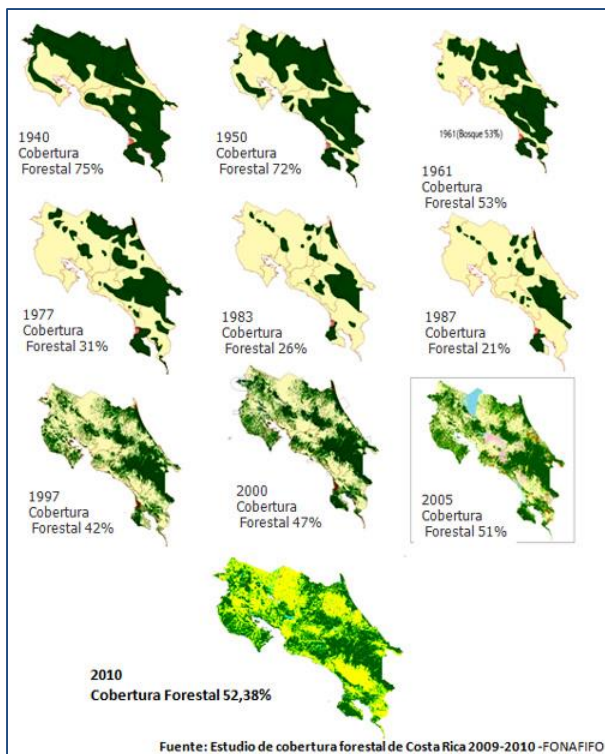 1940
Cobertura
Forestal 75%
1950
Cobertura
Forestal 72%
1961(Bosque 53%)
1961
Cobertura
Forestal 53%
1977
Cobertura
Forestal 31%
1983
Cobertura
Forestal 26%
1987
Cobertura
Forestal 21%
1997
Cobertura
Forestal 42%
2000
Cobertura
Forestal 47%
2005
Cobertura
Forestal 51%
2010
Cobertura Forestal 52,38%
Fuente: Estudio de cobertura forestal de Costa Rica 2009-2010 -FONAFIFO